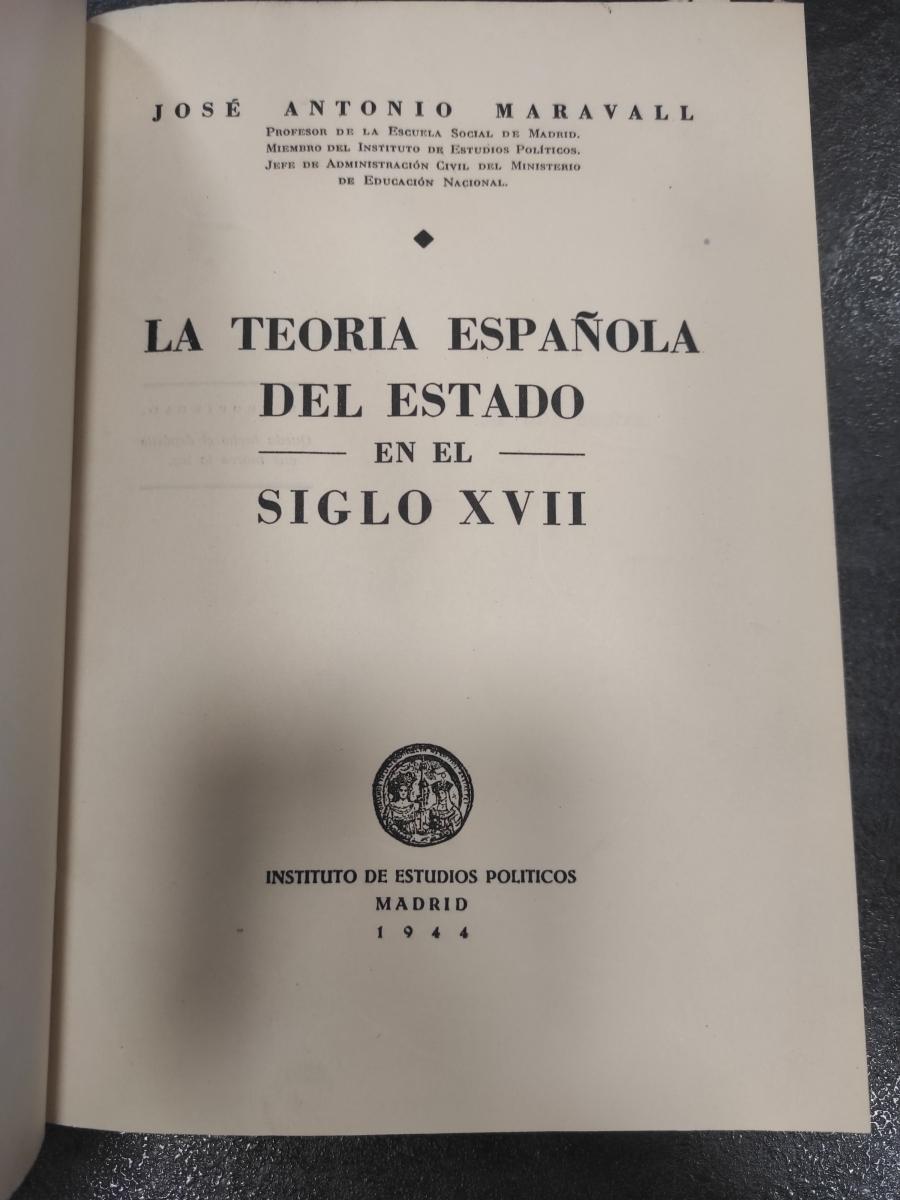 JOSÉ ANTONIO MARAVALL
PROFESOR DE LA ESCUELA SOCIAL DE MADRID.
MIEMBRO DEL INSTITUTO DE ESTUDIOS POLÍTICOS.
JEFE DE ADMINISTRACIÓN CIVIL DEL MINISTERIO
DE EDUCACIÓN NACIONAL.
LA TEORIA ESPAÑOLA
DEL ESTADO
EN EL
SIGLO XVII
INSTITUTO DE ESTUDIOS POLITICOS
MADRID
1944